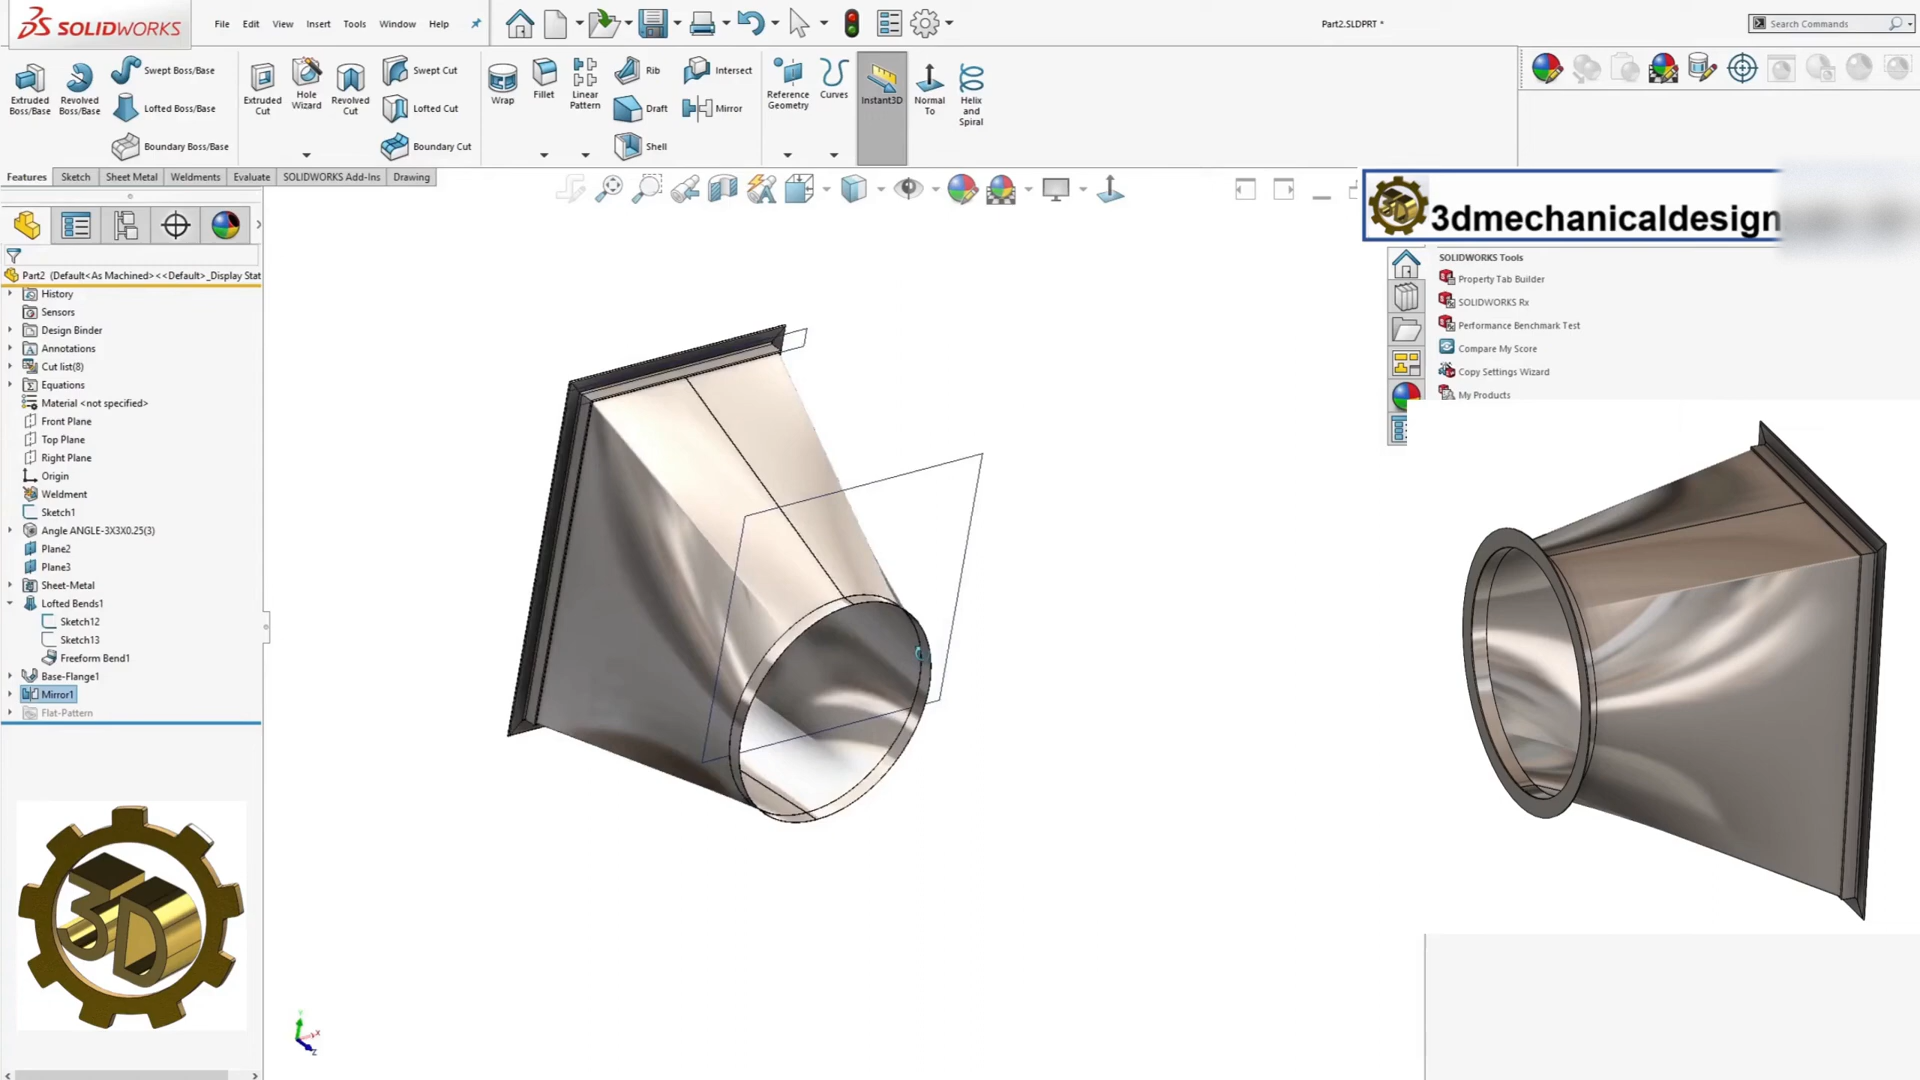 SOLIDWORKS
File Edit View Insert Tools Window Help
Part2.SLDPRT *
Search Commands
Extruded Boss/Base
Revolved Boss/Base
Swept Boss/Base
Lofted Boss/Base
Boundary Boss/Base
Extruded Cut
Hole Wizard
Revolved Cut
Swept Cut
Lofted Cut
Boundary Cut
Wrap
Fillet
Linear Pattern
Rib
Draft
Shell
Intersect
Mirror
Reference Geometry
Curves
Instant3D
Normal To
Helix and Spiral
Features Sketch Sheet Metal Weldments Evaluate SOLIDWORKS Add-Ins Drawing
3dmechanicaldesign
Part2 (Default<As Machined><<Default>_Display Stat
History
Sensors
Design Binder
Annotations
Cut list(8)
Equations
Material <not specified>
Front Plane
Top Plane
Right Plane
Origin
Weldment
Sketch1
Angle ANGLE-3X3X0.25(3)
Plane2
Plane3
Sheet-Metal
Lofted Bends1
Sketch12
Sketch13
Freeform Bend1
Base-Flange1
Mirror1
Flat-Pattern
SOLIDWORKS Tools
Property Tab Builder
SOLIDWORKS Rx
Performance Benchmark Test
Compare My Score
Copy Settings Wizard
My Products
3D
Y
X
Z